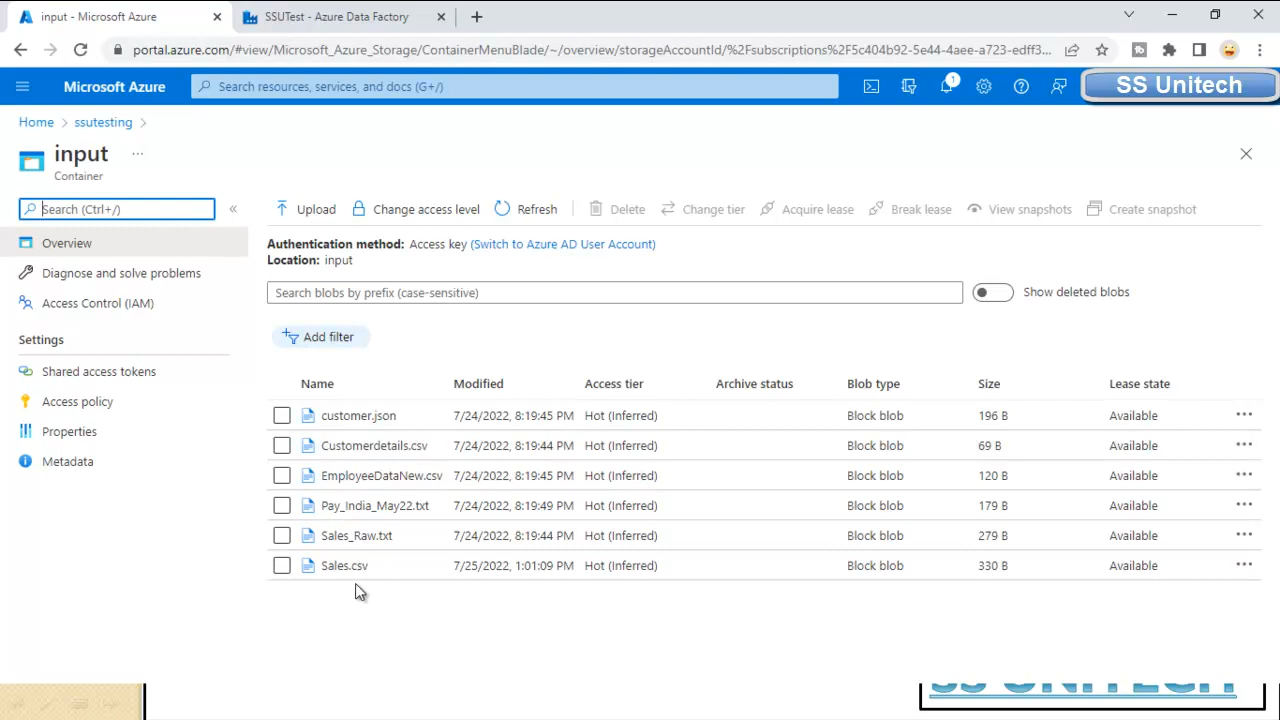 input - Microsoft Azure
SSUTest - Azure Data Factory
portal.azure.com/#view/Microsoft_Azure_Storage/ContainerMenuBlade/~/overview/storageAccountId/%2Fsubscriptions%2F5c404b92-5e44-4aee-a723-edff3...
Microsoft Azure
Search resources, services, and docs (G+/)
1
SS Unitech
Home > ssutesting >
input ...
Container
Search (Ctrl+/)
«
Upload Change access level Refresh Delete Change tier Acquire lease Break lease View snapshots Create snapshot
Overview
Diagnose and solve problems
Access Control (IAM)
Settings
Shared access tokens
Access policy
Properties
Metadata
Authentication method: Access key (Switch to Azure AD User Account)
Location: input
Search blobs by prefix (case-sensitive)
Show deleted blobs
Add filter
Name Modified Access tier Archive status Blob type Size Lease state
customer.json 7/24/2022, 8:19:45 PM Hot (Inferred) Block blob 196 B Available ...
Customerdetails.csv 7/24/2022, 8:19:44 PM Hot (Inferred) Block blob 69 B Available ...
EmployeeDataNew.csv 7/24/2022, 8:19:45 PM Hot (Inferred) Block blob 120 B Available ...
Pay_India_May22.txt 7/24/2022, 8:19:49 PM Hot (Inferred) Block blob 179 B Available ...
Sales_Raw.txt 7/24/2022, 8:19:44 PM Hot (Inferred) Block blob 279 B Available ...
Sales.csv 7/25/2022, 1:01:09 PM Hot (Inferred) Block blob 330 B Available ...
SS UNITECH